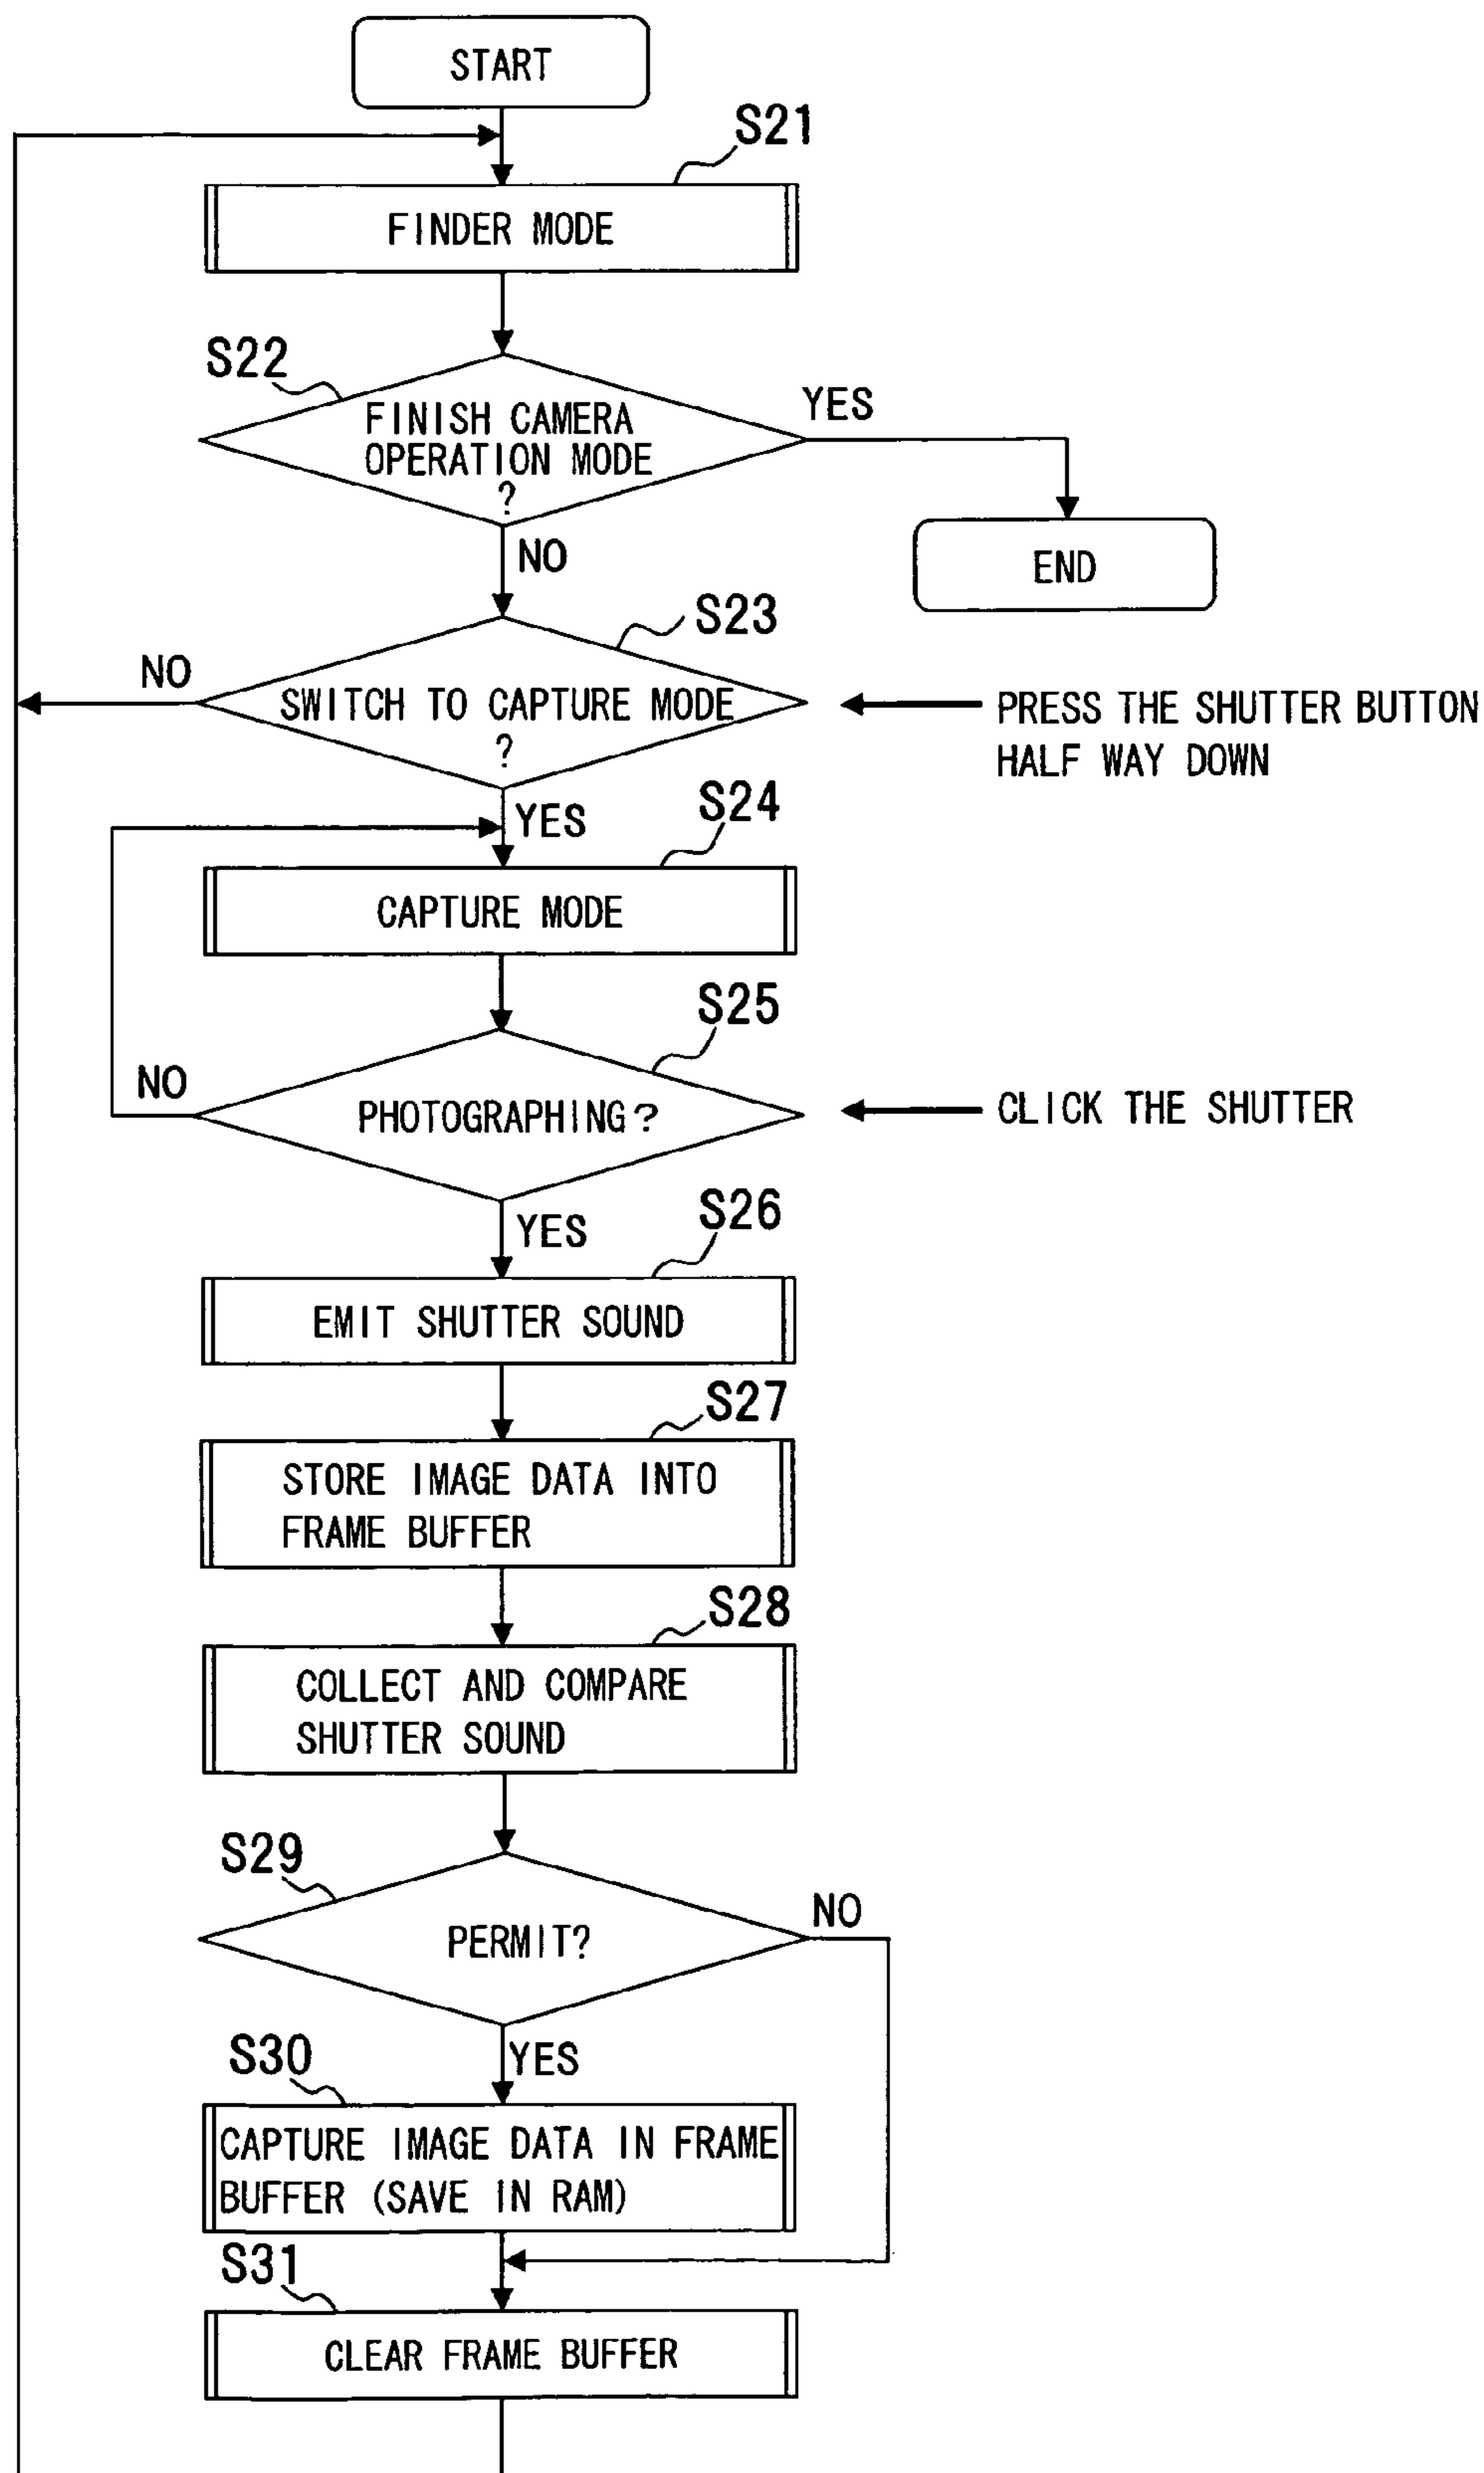 START
S21
FINDER MODE
S22
FINISH CAMERA
OPERATION MODE
?
YES
NO
END
S23
NO
SWITCH TO CAPTURE MODE
?
PRESS THE SHUTTER BUTTON
HALF WAY DOWN
YES
S24
CAPTURE MODE
S25
NO
PHOTOGRAPHING?
CLICK THE SHUTTER
YES
S26
EMIT SHUTTER SOUND
S27
STORE IMAGE DATA INTO
FRAME BUFFER
S28
COLLECT AND COMPARE
SHUTTER SOUND
S29
NO
PERMIT?
YES
S30
CAPTURE IMAGE DATA IN FRAME
BUFFER (SAVE IN RAM)
S31
CLEAR FRAME BUFFER